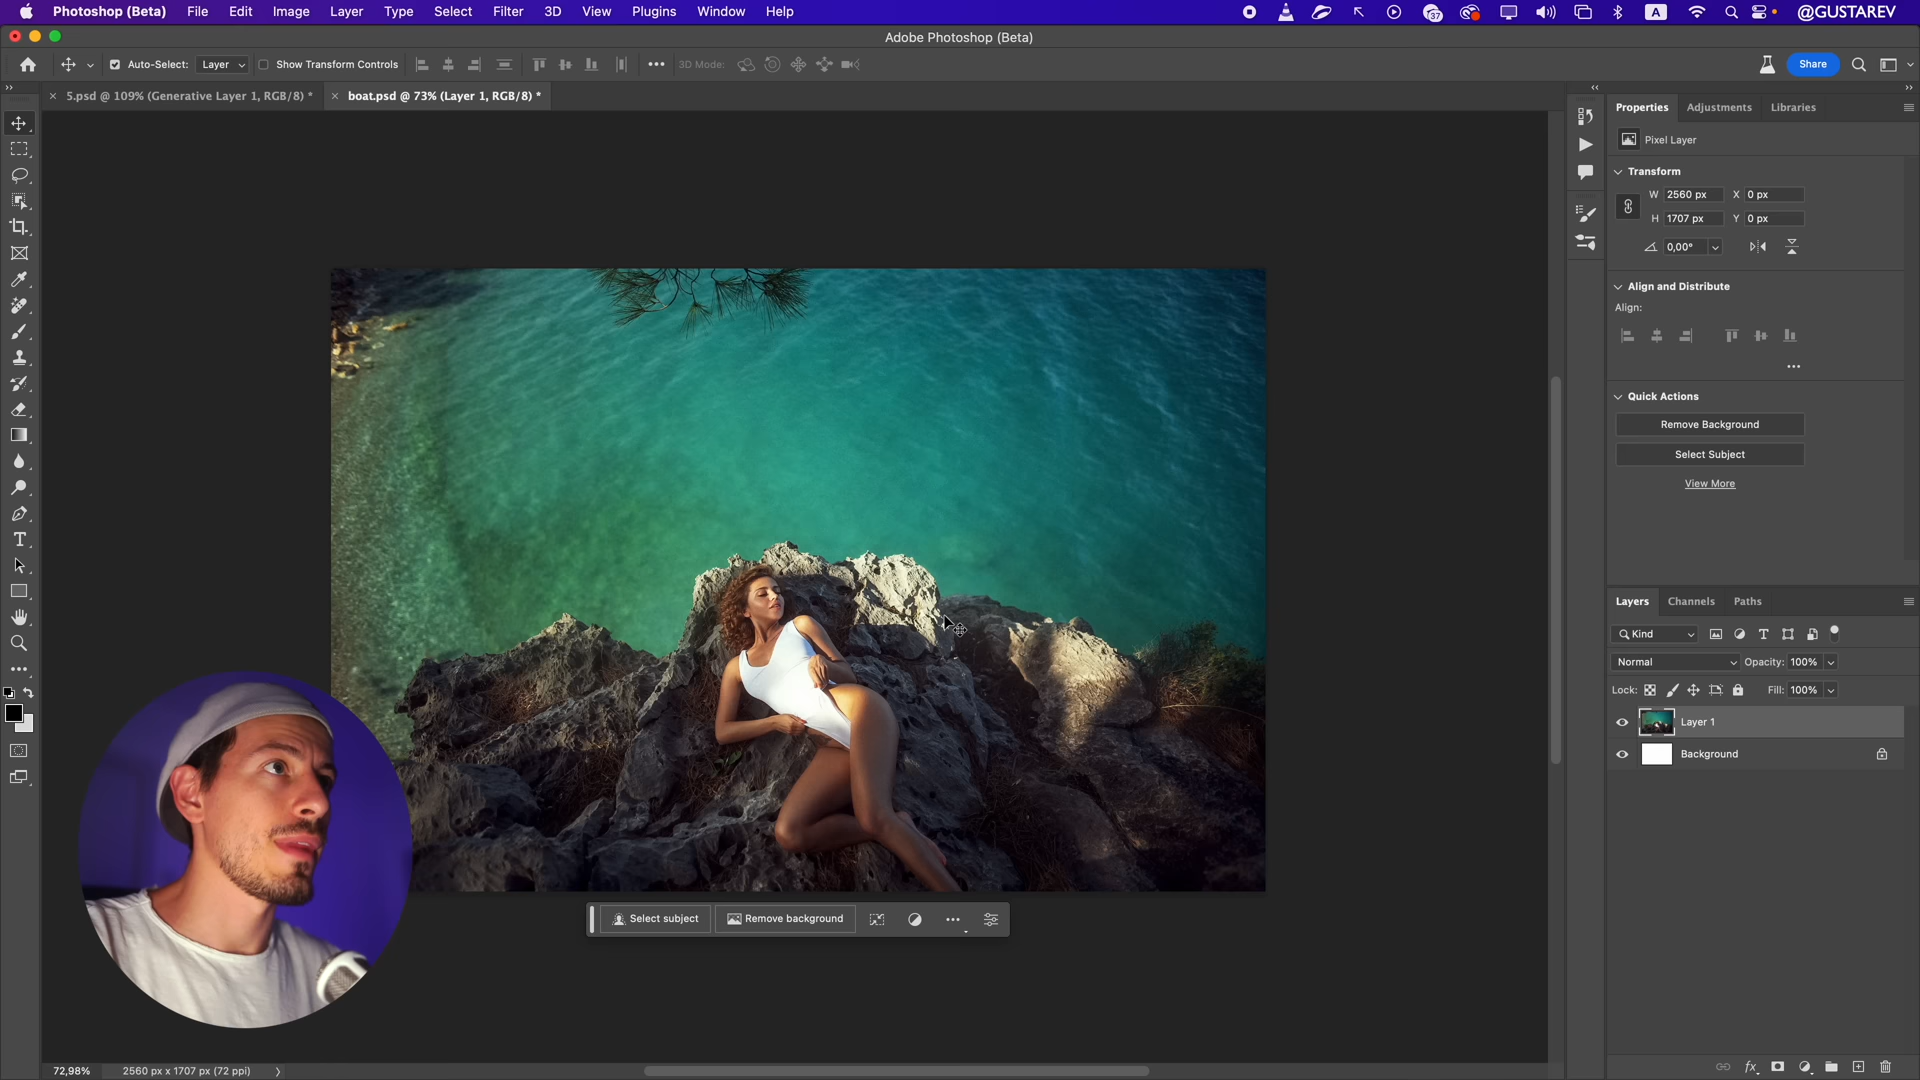 Photoshop (Beta) File Edit Image Layer Type Select Filter 3D View Plugins Window Help 37 A @GUSTAREV
Adobe Photoshop (Beta)
Auto-Select: Layer Show Transform Controls 3D Mode: Share
5.psd @ 109% (Generative Layer 1, RGB/8) * boat.psd @ 73% (Layer 1, RGB/8) *
Properties Adjustments Libraries
Pixel Layer
Transform
W 2560 px X 0 px
H 1707 px Y 0 px
0,00°
Align and Distribute
Align:
Quick Actions
Remove Background
Select Subject
View More
Layers Channels Paths
Kind
Normal Opacity: 100%
Lock: Fill: 100%
Layer 1
Background
Select subject Remove background
72,98% 2560 px x 1707 px (72 ppi)
fx